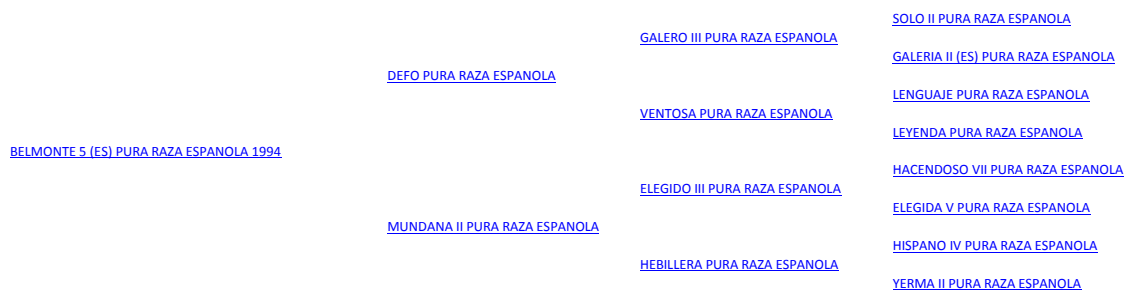 SOLO II PURA RAZA ESPANOLA
GALERO III PURA RAZA ESPANOLA
GALERIA II (ES) PURA RAZA ESPANOLA
DEFO PURA RAZA ESPANOLA
LENGUAJE PURA RAZA ESPANOLA
VENTOSA PURA RAZA ESPANOLA
LEYENDA PURA RAZA ESPANOLA
BELMONTE 5 (ES) PURA RAZA ESPANOLA 1994
HACENDOSO VII PURA RAZA ESPANOLA
ELEGIDO III PURA RAZA ESPANOLA
ELEGIDA V PURA RAZA ESPANOLA
MUNDANA II PURA RAZA ESPANOLA
HISPANO IV PURA RAZA ESPANOLA
HEBILLERA PURA RAZA ESPANOLA
YERMA II PURA RAZA ESPANOLA